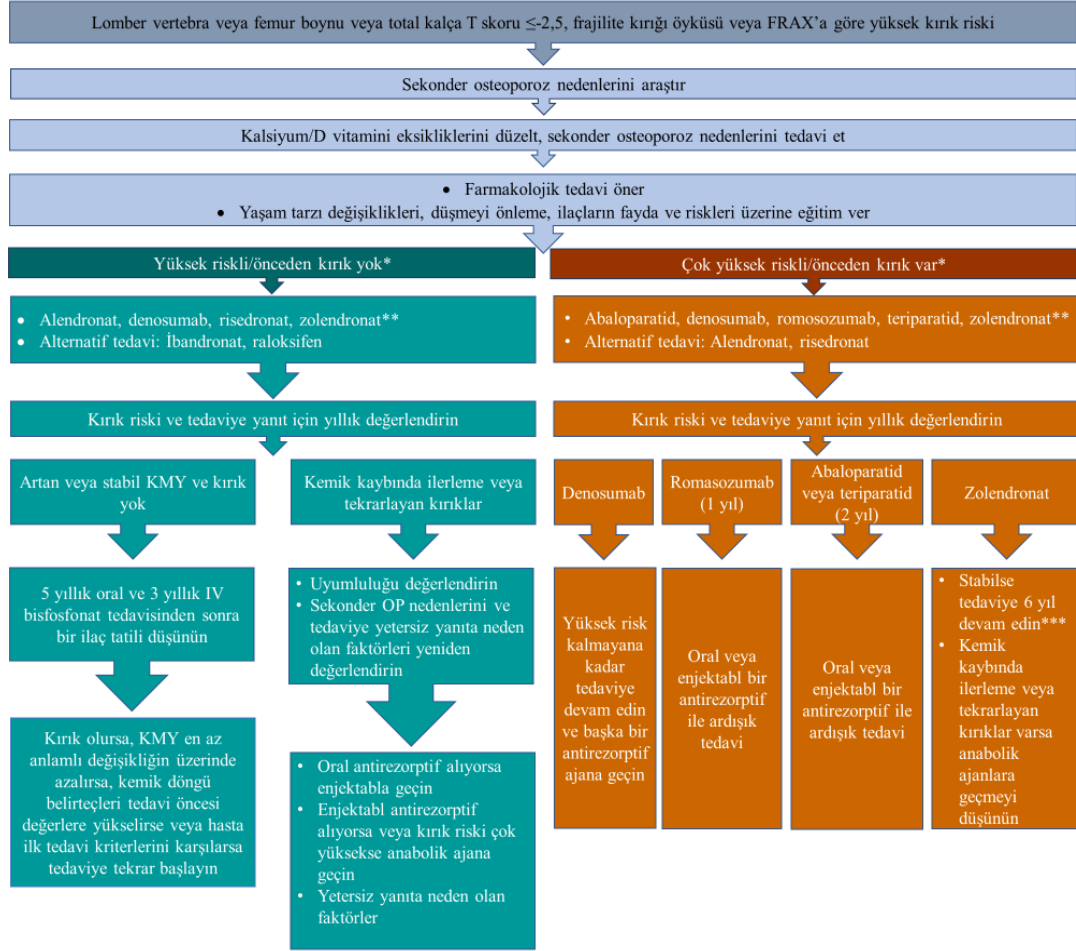 Lomber vertebra veya femur boynu veya total kalça T skoru ≤-2,5, frajilite kırığı öyküsü veya FRAX’a göre yüksek kırık riski
Sekonder osteoporoz nedenlerini araştır
Kalsiyum/D vitamini eksikliklerini düzelt, sekonder osteoporoz nedenlerini tedavi et
• Farmakolojik tedavi öner
• Yaşam tarzı değişiklikleri, düşmeyi önleme, ilaçların fayda ve riskleri üzerine eğitim ver
Yüksek riskli/önceden kırık yok*
• Alendronat, denosumab, risedronat, zolendronat**
• Alternatif tedavi: İbandronat, raloksifen
Kırık riski ve tedaviye yanıt için yıllık değerlendirin
Artan veya stabil KMY ve kırık
yok
5 yıllık oral ve 3 yıllık IV
bisfosfonat tedavisinden sonra
bir ilaç tatili düşünün
Kırık olursa, KMY en az
anlamlı değişikliğin üzerinde
azalırsa, kemik döngü
belirteçleri tedavi öncesi
değerlere yükselirse veya hasta
ilk tedavi kriterlerini karşılarsa
tedaviye tekrar başlayın
Kemik kaybında ilerleme veya
tekrarlayan kırıklar
• Uyumluluğu değerlendirin
• Sekonder OP nedenlerini ve
tedaviye yetersiz yanıta neden
olan faktörleri yeniden
değerlendirin
• Oral antirezorptif alıyorsa
enjektabla geçin
• Enjektabl antirezorptif
alıyorsa veya kırık riski çok
yüksekse anabolik ajana
geçin
• Yetersiz yanıta neden olan
faktörler
Çok yüksek riskli/önceden kırık var*
• Abaloparatid, denosumab, romosozumab, teriparatid, zolendronat**
• Alternatif tedavi: Alendronat, risedronat
Kırık riski ve tedaviye yanıt için yıllık değerlendirin
Denosumab
Yüksek risk
kalmayana
kadar
tedaviye
devam edin
ve başka bir
antirezorptif
ajana geçin
Romasozumab
(1 yıl)
Oral veya
enjektabl bir
antirezorptif
ile ardışık
tedavi
Abaloparatid
veya teriparatid
(2 yıl)
Oral veya
enjektabl bir
antirezorptif ile
ardışık tedavi
Zolendronat
• Stabilse
tedaviye 6 yıl
devam edin***
• Kemik
kaybında
ilerleme veya
tekrarlayan
kırıklar varsa
anabolik
ajanlara
geçmeyi
düşünün